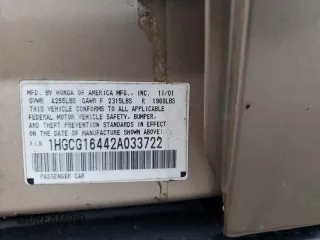 MFD. BY HONDA OF AMERICA MFG., INC. 11/01
GVWR 4255LBS GAWR F 2315LBS R 1980LBS
THIS VEHICLE CONFORMS TO ALL APPLICABLE
FEDERAL MOTOR VEHICLE SAFETY, BUMPER,
AND THEFT PREVENTION STANDARDS IN EFFECT
ON THE DATE OF MANUFACTURE SHOWN ABOVE.
V.I.N. 1HGCG16442A033722
PASSENGER CAR